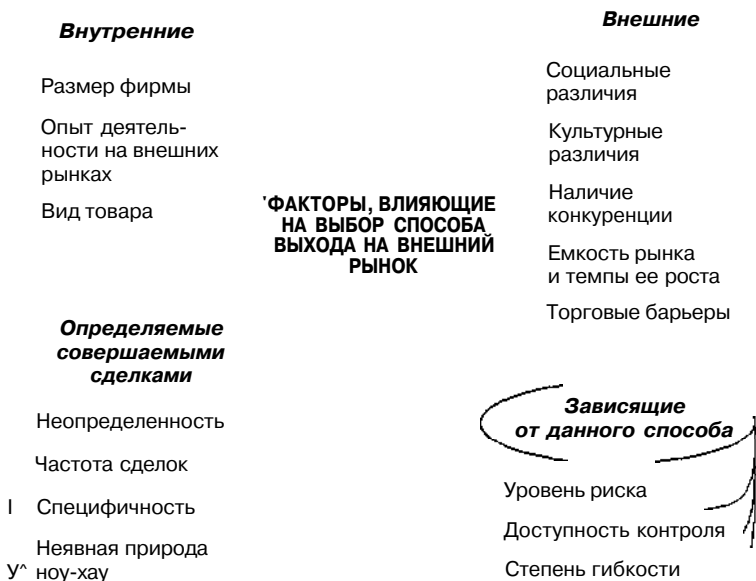 Внутренние
Размер фирмы
Опыт деятель-
ности на внешних
рынках
Вид товара
Внешние
Социальные
различия
Культурные
различия
Наличие
конкуренции
Емкость рынка
и темпы ее роста
Торговые барьеры
'ФАКТОРЫ, ВЛИЯЮЩИЕ
НА ВЫБОР СПОСОБА
ВЫХОДА НА ВНЕШНИЙ
РЫНОК
Определяемые
совершаемыми
сделками
Неопределенность
Частота сделок
| Специфичность
Неявная природа
У^ ноу-хау
Зависящие
от данного способа
Уровень риска
Доступность контроля
Степень гибкости